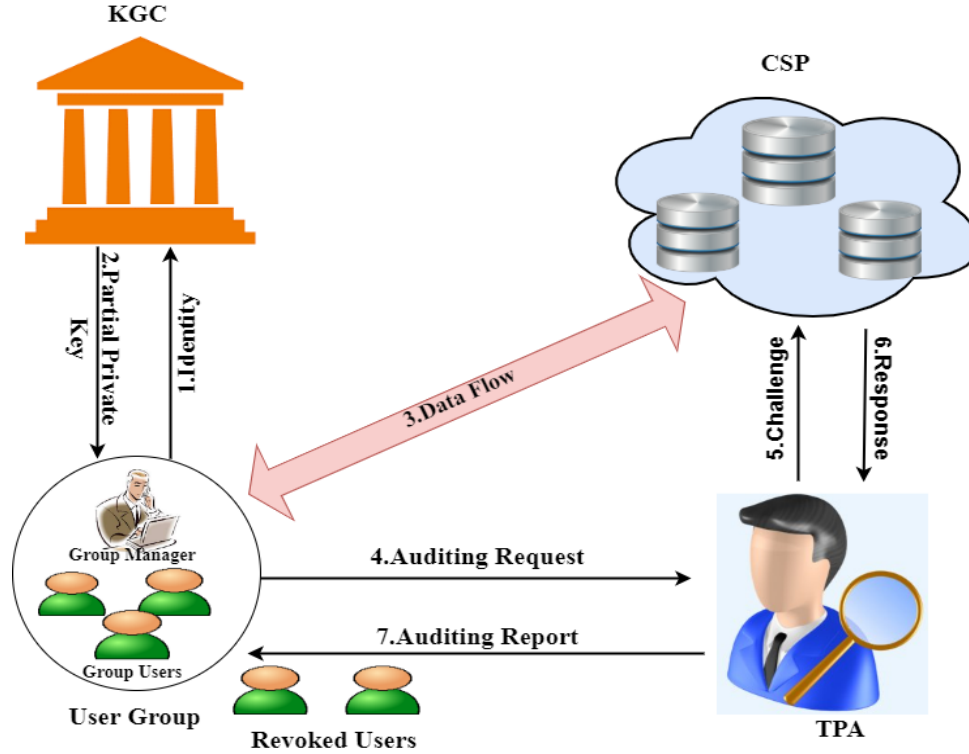 KGC
CSP
2.Partial Private
Key
1.Identity
3.Data Flow
5.Challenge
6.Response
Group Manager
4.Auditing Request
7.Auditing Report
Group Users
User Group
Revoked Users
TPA